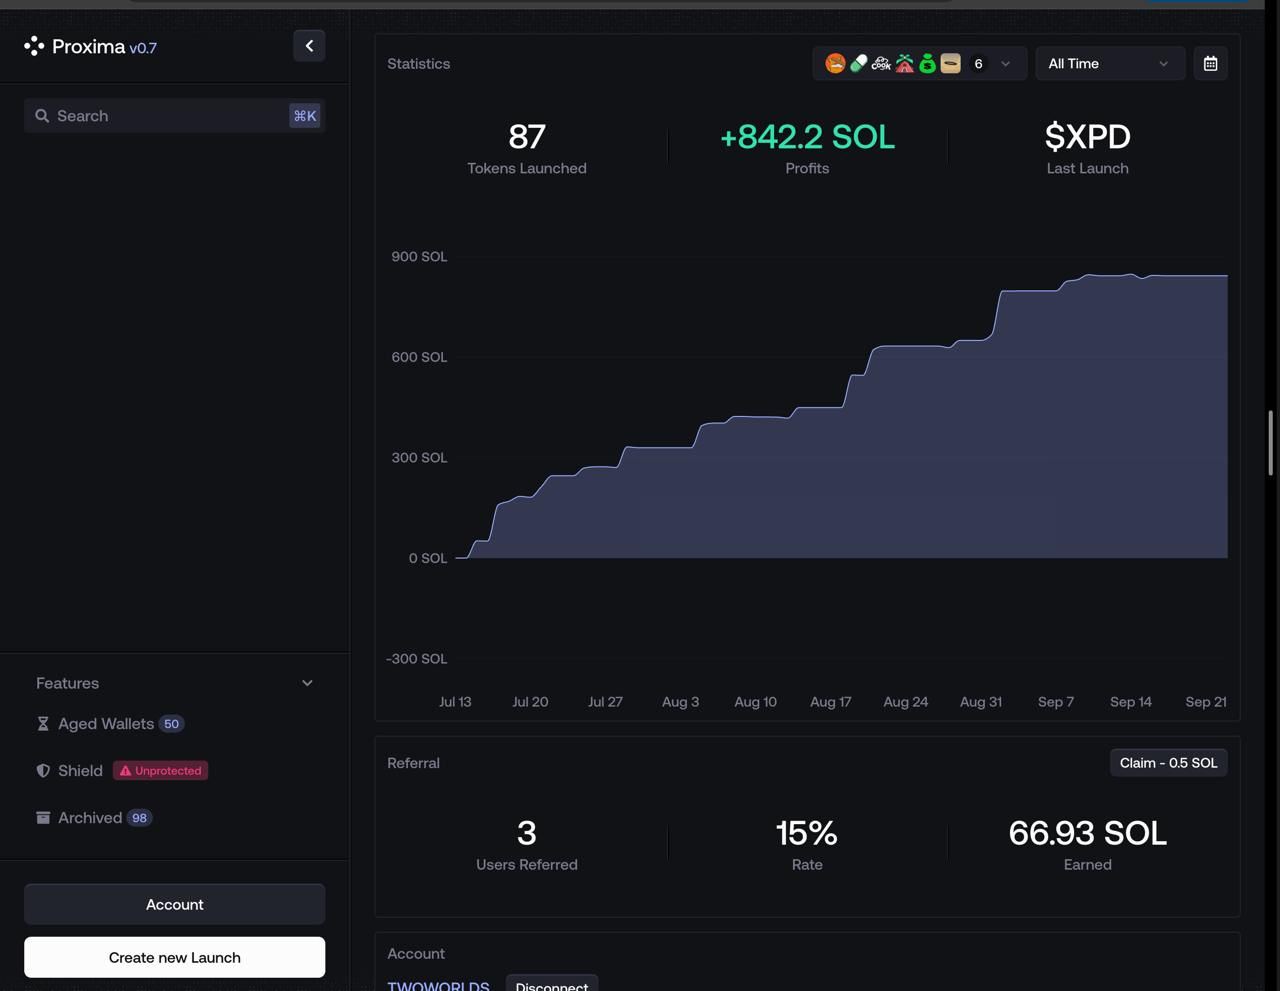 Proxima v0.7
Search
⌘K
Statistics
COOK
6
All Time
87
Tokens Launched
+842.2 SOL
Profits
$XPD
Last Launch
900 SOL
600 SOL
300 SOL
0 SOL
-300 SOL
Jul 13 Jul 20 Jul 27 Aug 3 Aug 10 Aug 17 Aug 24 Aug 31 Sep 7 Sep 14 Sep 21
Features
Aged Wallets 50
Shield Unprotected
Archived 98
Account
Create new Launch
Referral
Claim - 0.5 SOL
3
Users Referred
15%
Rate
66.93 SOL
Earned
Account
TWOWORLDS Disconnect